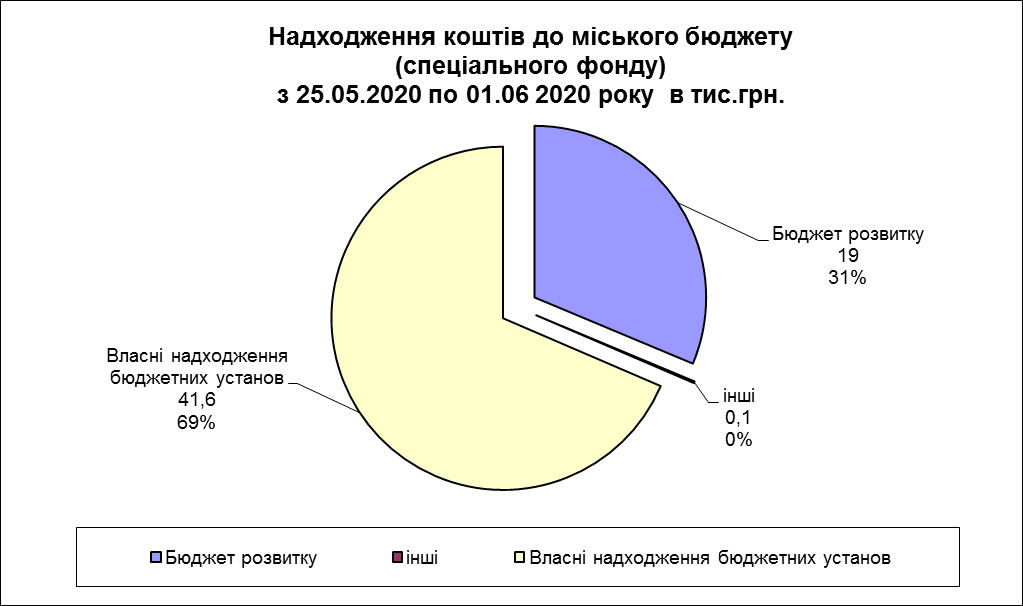 Надходження коштів до міського бюджету
(спеціального фонду)
з 25.05.2020 по 01.06 2020 року в тис.грн.
Бюджет розвитку
19
31%
Власні надходження
бюджетних установ
41,6
69%
інші
0,1
0%
Бюджет розвитку інші Власні надходження бюджетних установ